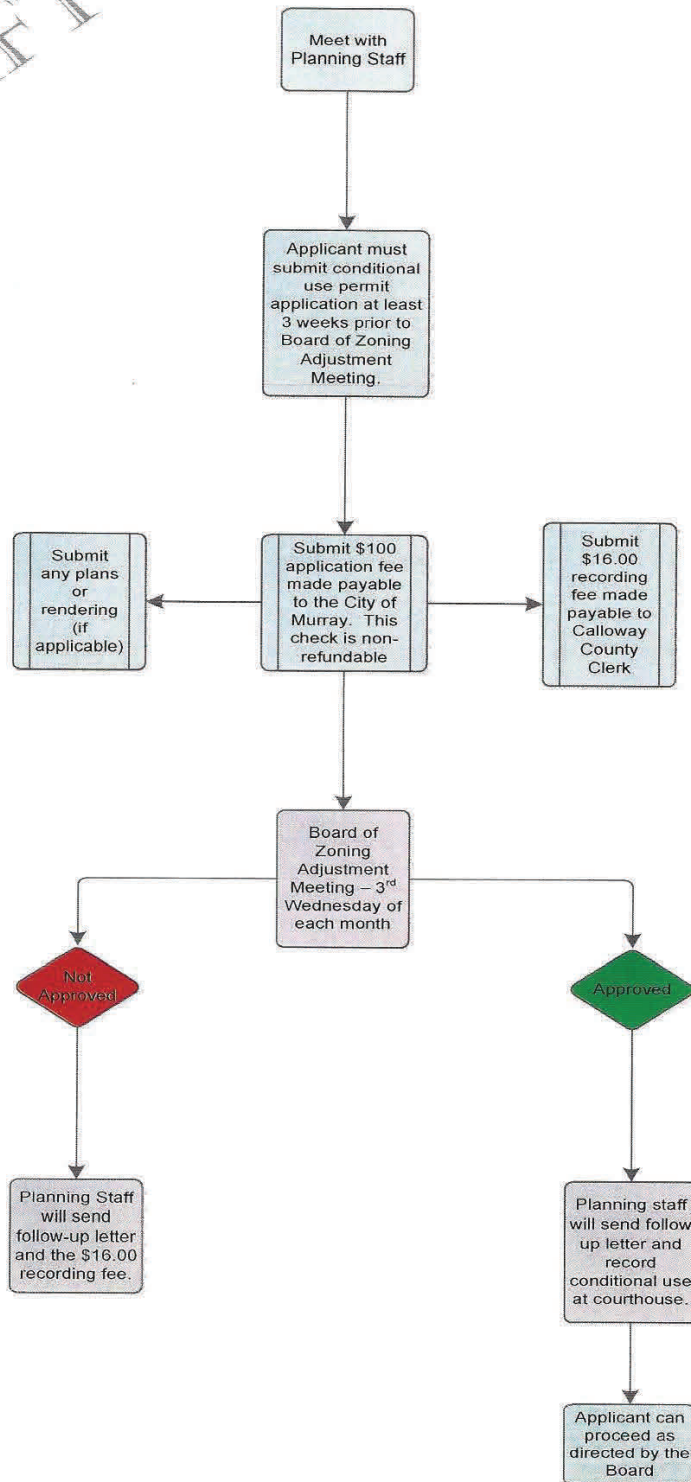 Meet with
Planning Staff
Applicant must
submit conditional
use permit
application at least
3 weeks prior to
Board of Zoning
Adjustment
Meeting.
Submit
any plans
or
rendering
(if
applicable)
Submit $100
application fee
made payable
to the City of
Murray. This
check is non-
refundable
Submit
$16.00
recording
fee made
payable to
Calloway
County
Clerk
Board of
Zoning
Adjustment
Meeting – 3rd
Wednesday of
each month
Not
Approved
Approved
Planning Staff
will send
follow-up letter
and the $16.00
recording fee.
Planning staff
will send follow
up letter and
record
conditional use
at courthouse.
Applicant can
proceed as
directed by the
Board